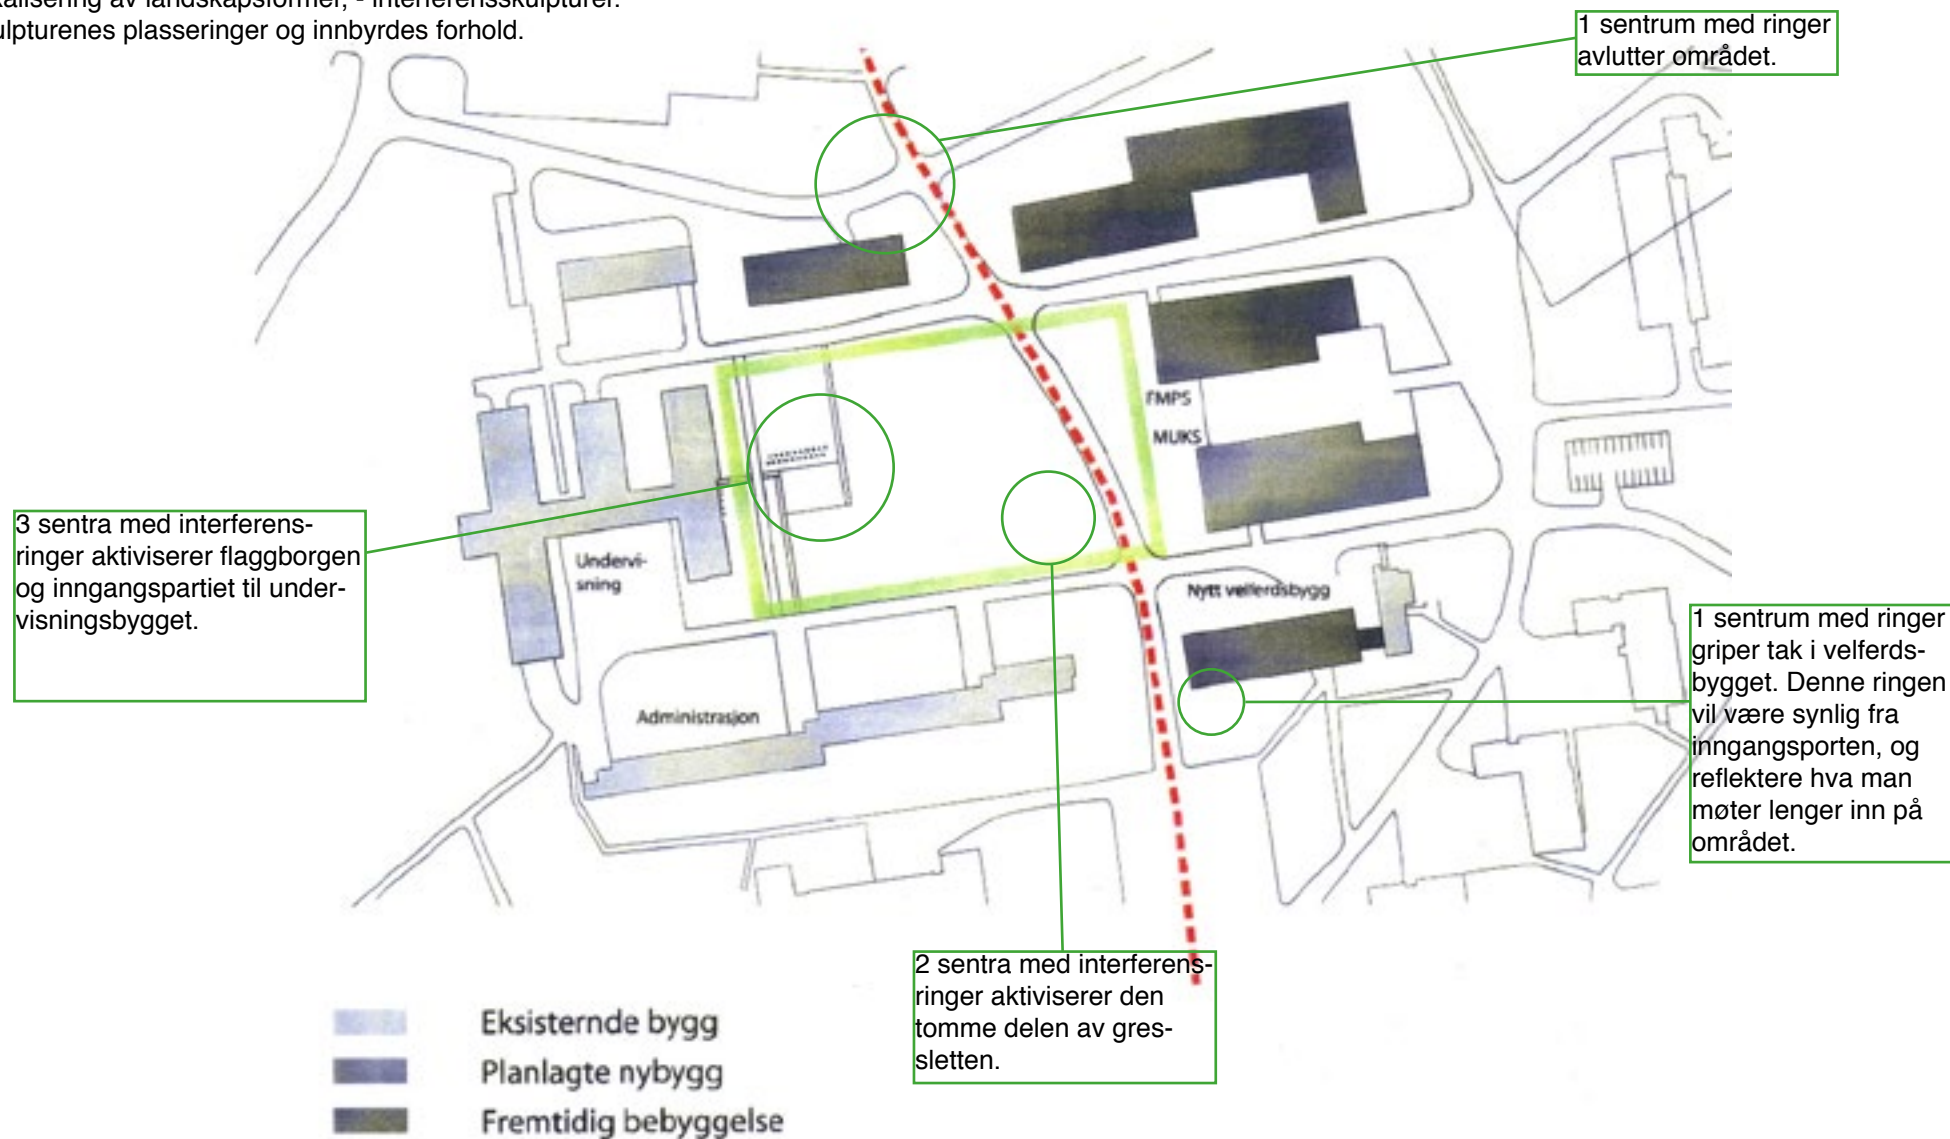 av landskapsformer, - interferensskulpturer.
plasseringer og innbyrdes forhold.
1 sentrum med ringer
avlutter området.
FMPS
MUKS
3 sentra med interferens-
ringer aktiviserer flaggborgen
og inngangspartiet til under-
visningsbygget.
Undervi-
sning
Nytt velferdsbygg
1 sentrum med ringer
griper tak i velferds-
bygget. Denne ringen
vil være synlig fra
inngangsporten, og
reflektere hva man
møter lenger inn på
området.
Administrasjon
2 sentra med interferens-
ringer aktiviserer den
tomme delen av gres-
sletten.
Eksisternde bygg
Planlagte nybygg
Fremtidig bebyggelse